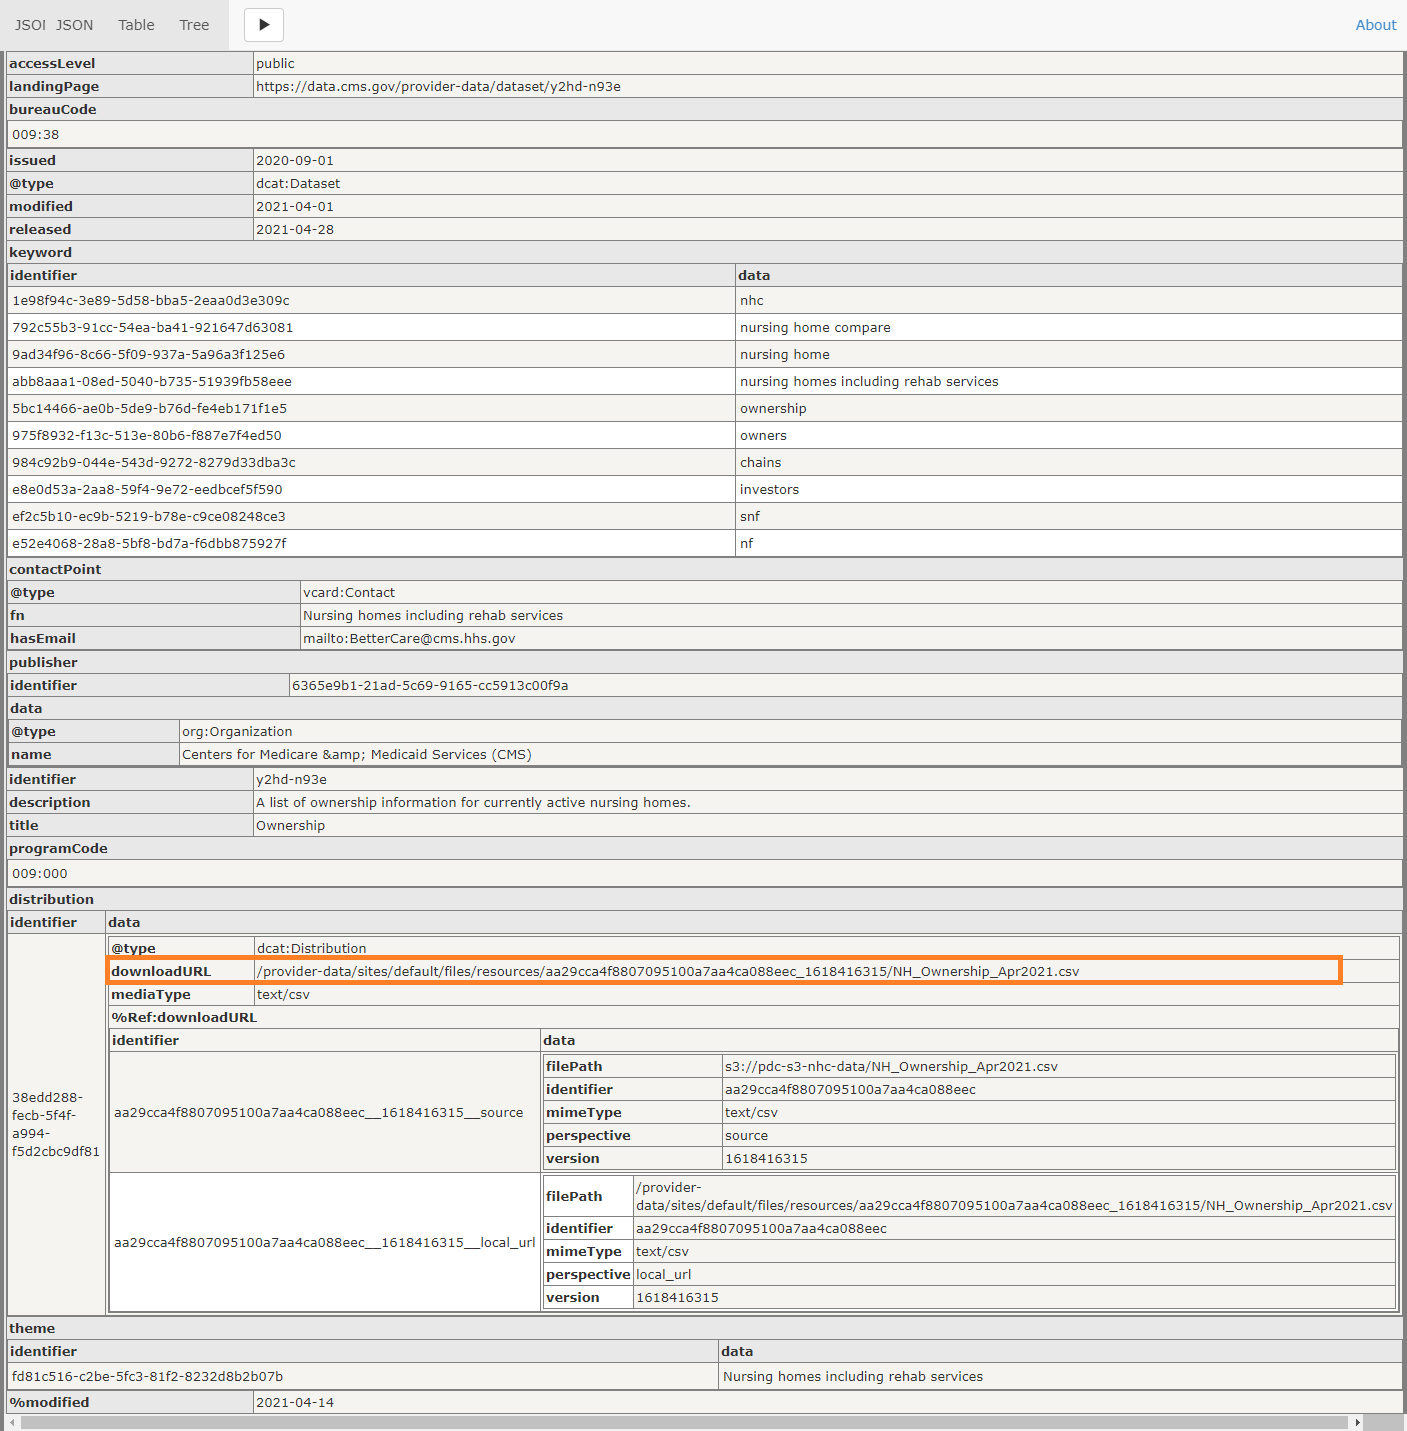 JSOI JSON Table Tree About
accessLevel public
landingPage https://data.cms.gov/provider-data/dataset/y2hd-n93e
bureauCode
009:38
issued 2020-09-01
@type dcat:Dataset
modified 2021-04-01
released 2021-04-28
keyword
identifier data
1e98f94c-3e89-5d58-bba5-2eaa0d3e309c nhc
792c55b3-91cc-54ea-ba41-921647d63081 nursing home compare
9ad34f96-8c66-5f09-937a-5a96a3f125e6 nursing home
abb8aaa1-08ed-5040-b735-51939fb58eee nursing homes including rehab services
5bc14466-ae0b-5de9-b76d-fe4eb171f1e5 ownership
975f8932-f13c-513e-80b6-f887e7f4ed50 owners
984c92b9-044e-543d-9272-8279d33dba3c chains
e8e0d53a-2aa8-59f4-9e72-eedbcef5f590 investors
ef2c5b10-ec9b-5219-b78e-c9ce08248ce3 snf
e52e4068-28a8-5bf8-bd7a-f6dbb875927f nf
contactPoint
@type vcard:Contact
fn Nursing homes including rehab services
hasEmail mailto:BetterCare@cms.hhs.gov
publisher
identifier 6365e9b1-21ad-5c69-9165-cc5913c00f9a
data
@type org:Organization
name Centers for Medicare &amp; Medicaid Services (CMS)
identifier y2hd-n93e
description A list of ownership information for currently active nursing homes.
title Ownership
programCode
009:000
distribution
identifier data
@type dcat:Distribution
downloadURL /provider-data/sites/default/files/resources/aa29cca4f8807095100a7aa4ca088eec_1618416315/NH_Ownership_Apr2021.csv
mediaType text/csv
%Ref:downloadURL
identifier data
38edd288-
fecb-5f4f-
a994-
f5d2cbc9df81
aa29cca4f8807095100a7aa4ca088eec__1618416315__source
filePath s3://pdc-s3-nhc-data/NH_Ownership_Apr2021.csv
identifier aa29cca4f8807095100a7aa4ca088eec
mimeType text/csv
perspective source
version 1618416315
aa29cca4f8807095100a7aa4ca088eec__1618416315__local_url
filePath /provider-
data/sites/default/files/resources/aa29cca4f8807095100a7aa4ca088eec_1618416315/NH_Ownership_Apr2021.csv
identifier aa29cca4f8807095100a7aa4ca088eec
mimeType text/csv
perspective local_url
version 1618416315
theme
identifier data
fd81c516-c2be-5fc3-81f2-8232d8b2b07b Nursing homes including rehab services
%modified 2021-04-14